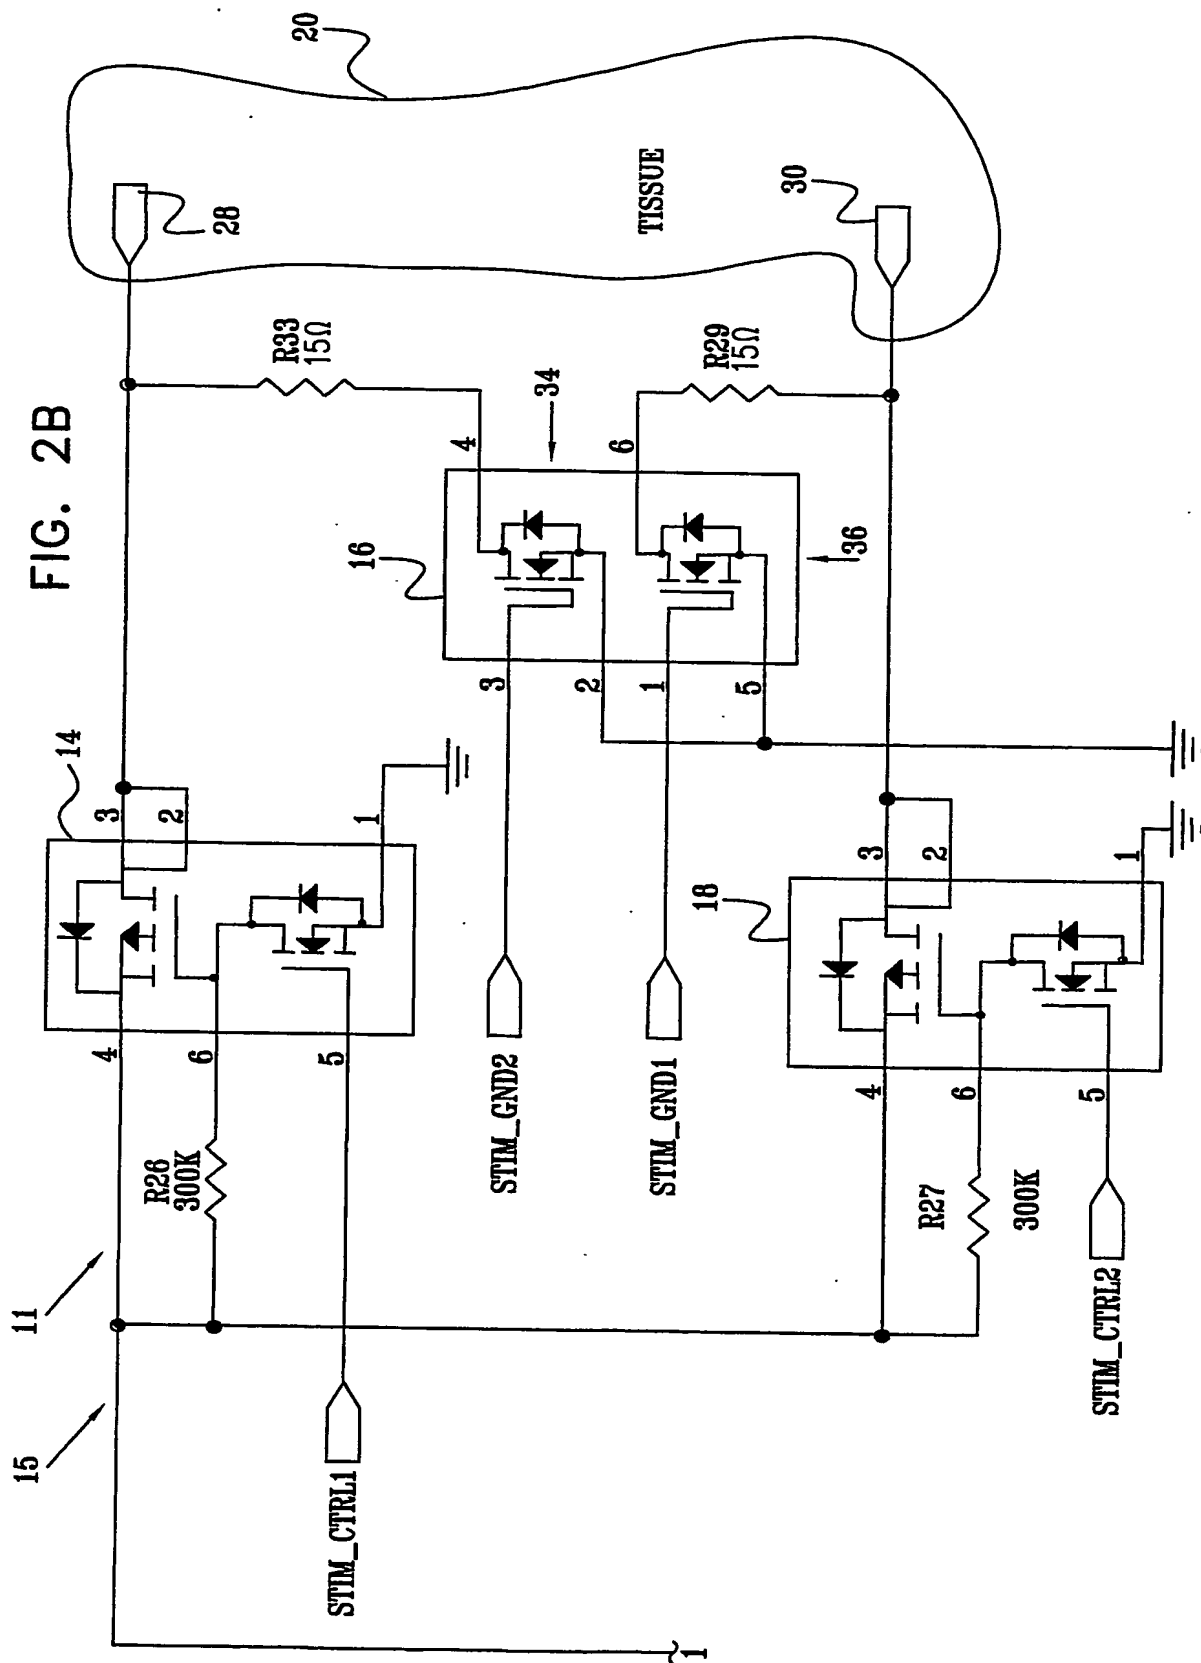 FIG. 2B
15
11
14
20
28
4
3
2
R26
300K
6
5
1
STIM_CTRL1
R33
15Ω
16
34
4
3
2
STIM_GND2
TISSUE
1
6
5
STIM_GND1
R29
15Ω
36
30
18
4
3
2
R27
300K
6
5
1
STIM_CTRL2
1